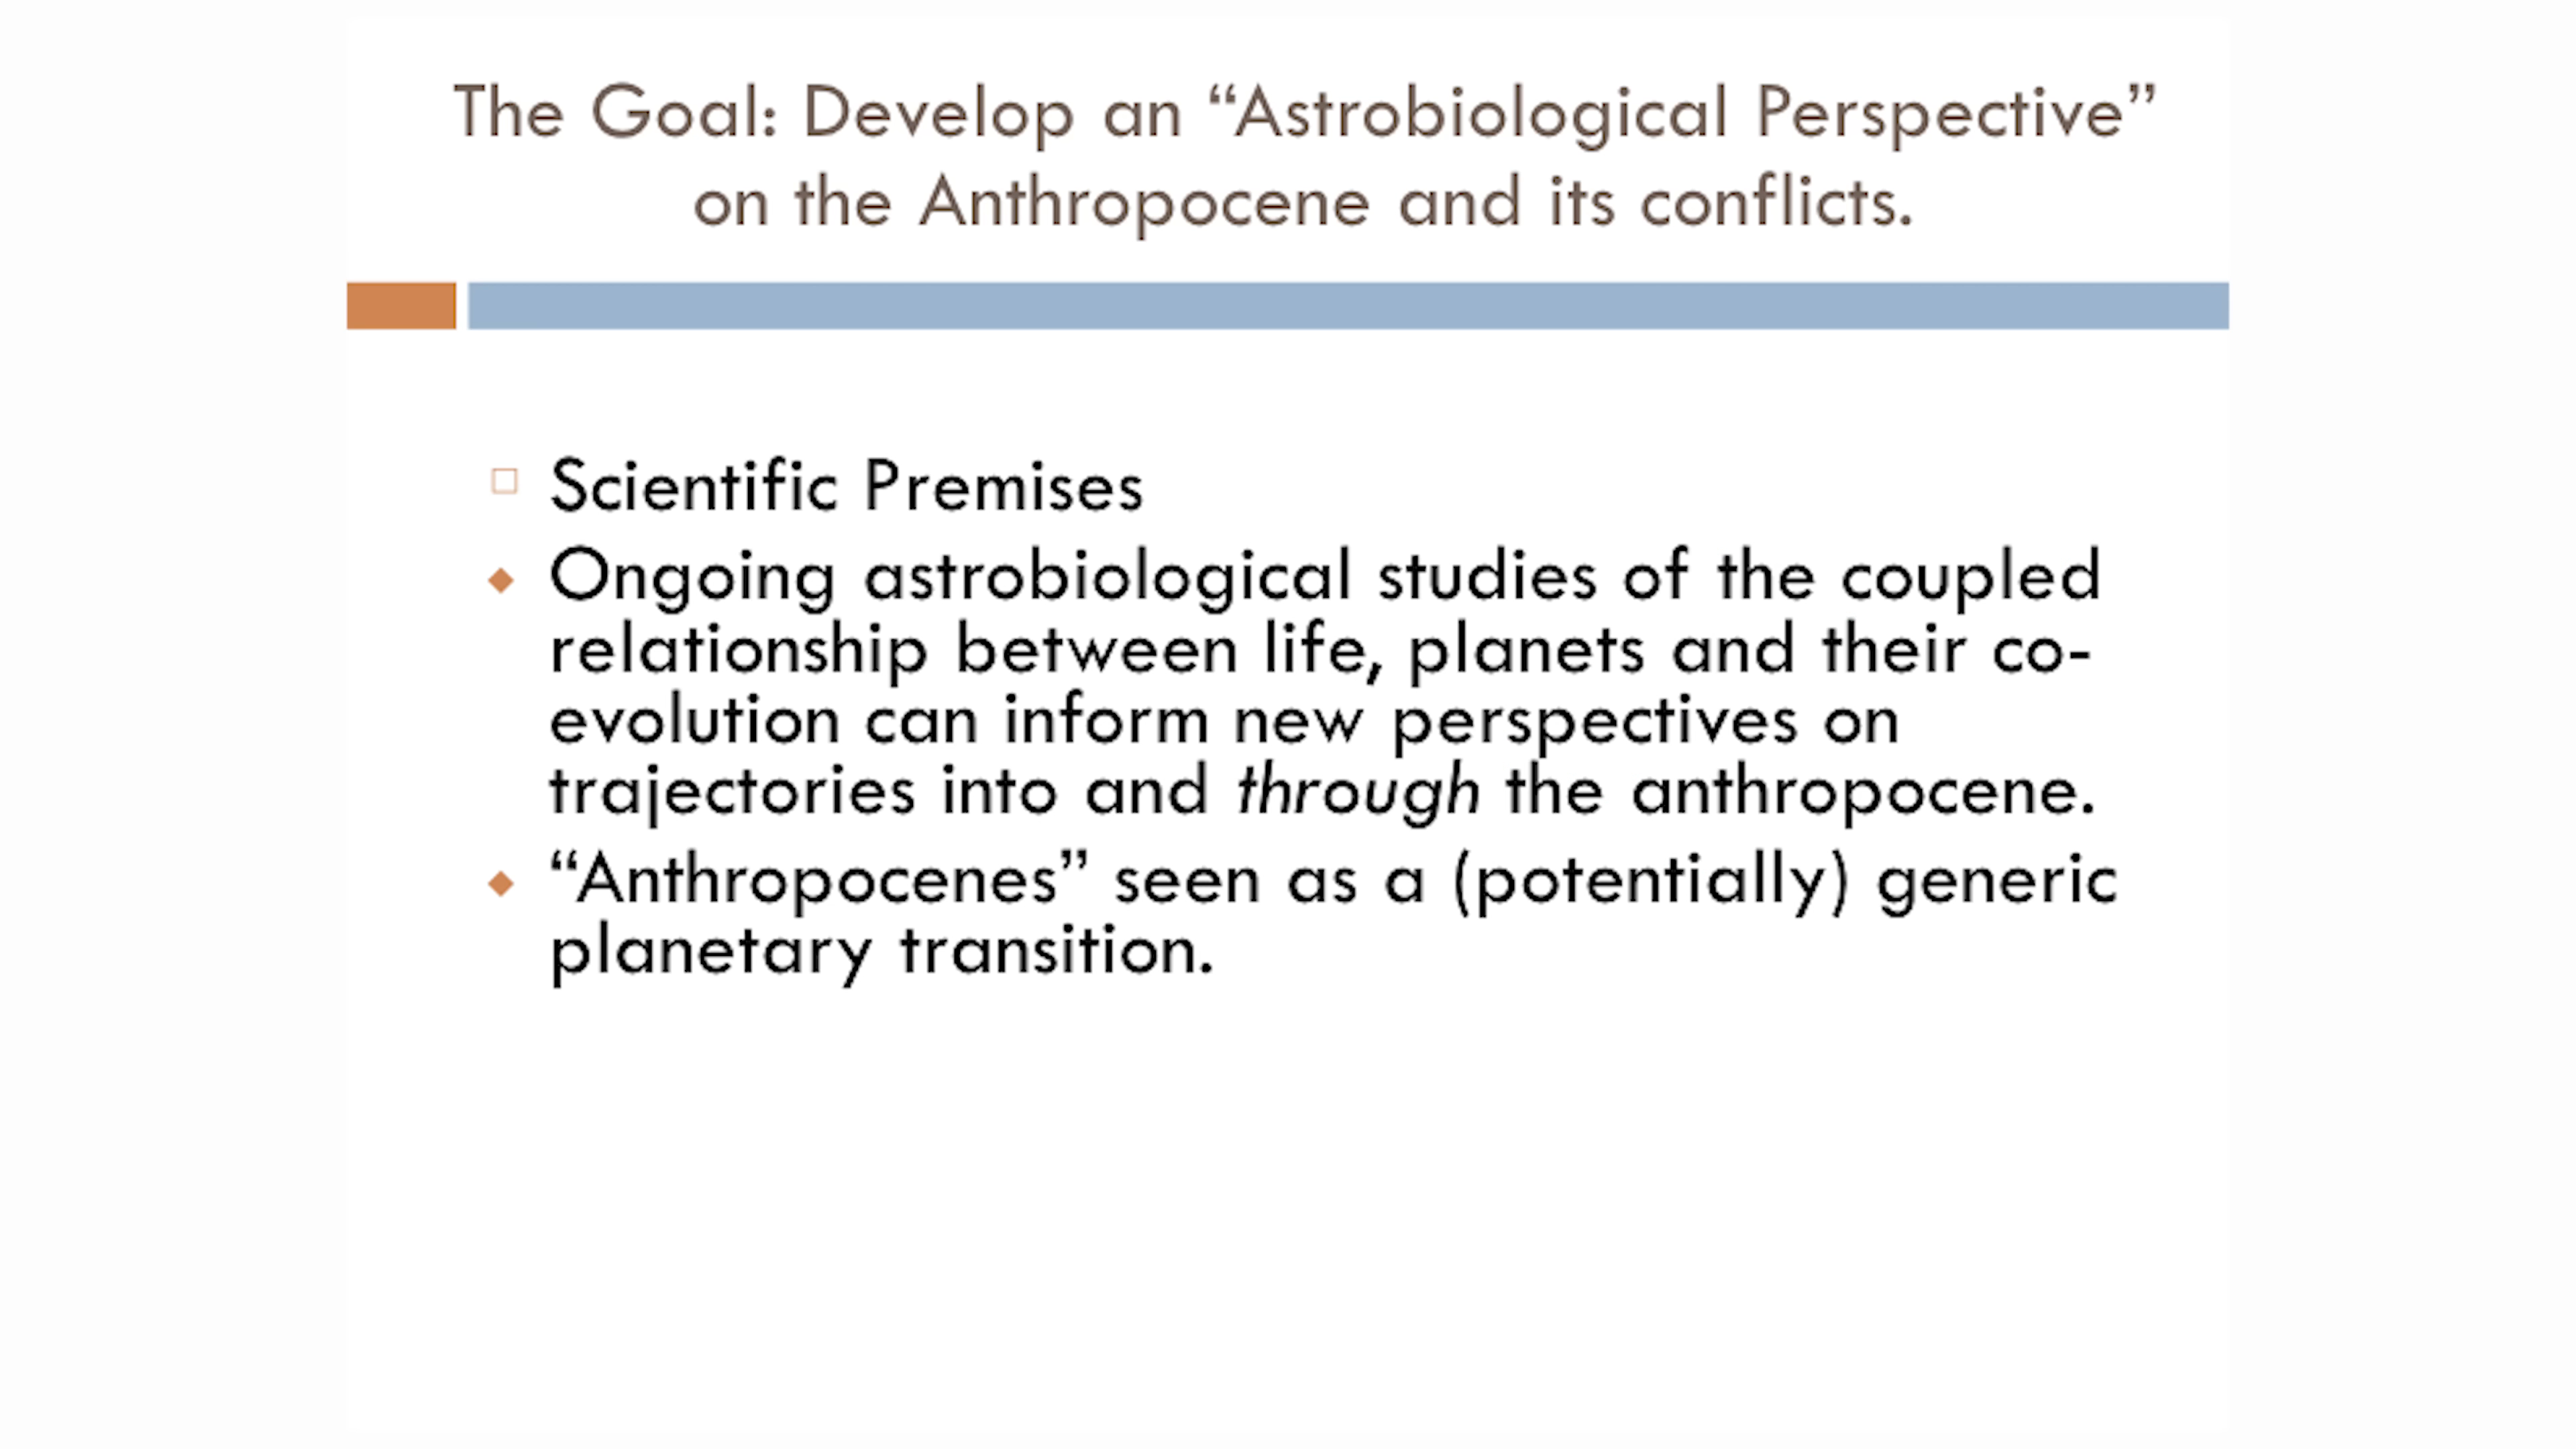 The Goal: Develop an “Astrobiological Perspective”
on the Anthropocene and its conflicts.
Scientific Premises
Ongoing astrobiological studies of the coupled
relationship between life, planets and their co-
evolution can inform new perspectives on
trajectories into and through the anthropocene.
“Anthropocenes” seen as a (potentially) generic
planetary transition.